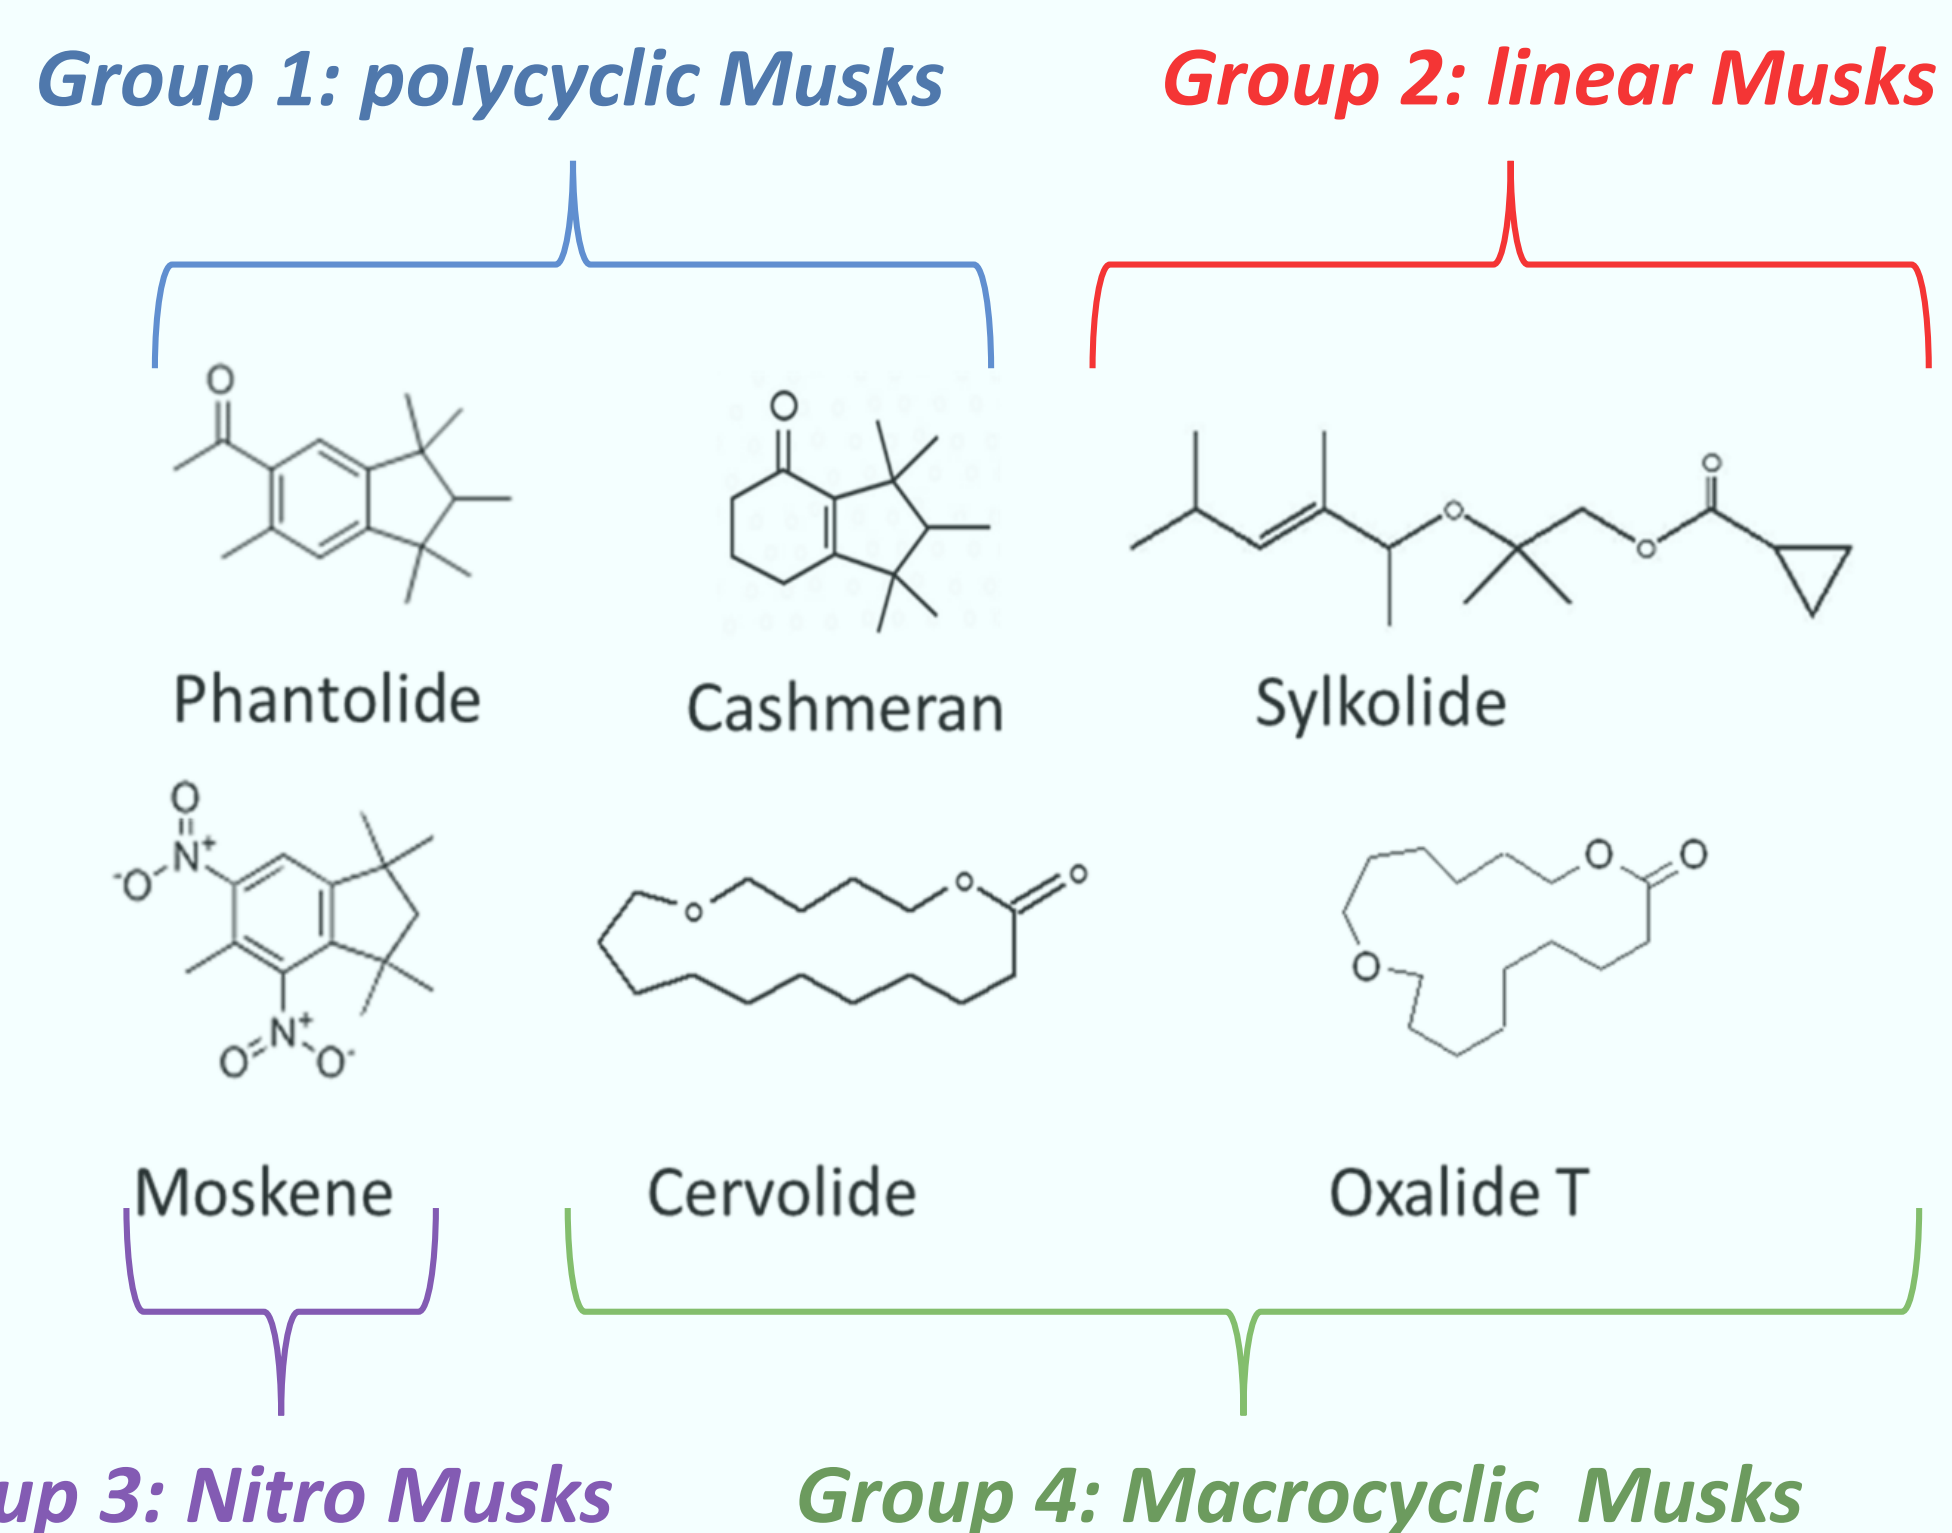 Group 1: polycyclic Musks
Group 2: linear Musks
O
O
O
O
O
Phantolide
Cashmeran
Sylkolide
O
N+
-O
N+
O
O-
O
O
O
O
O
O
Moskene
Cervolide
Oxalide T
up 3: Nitro Musks
Group 4: Macrocyclic Musks